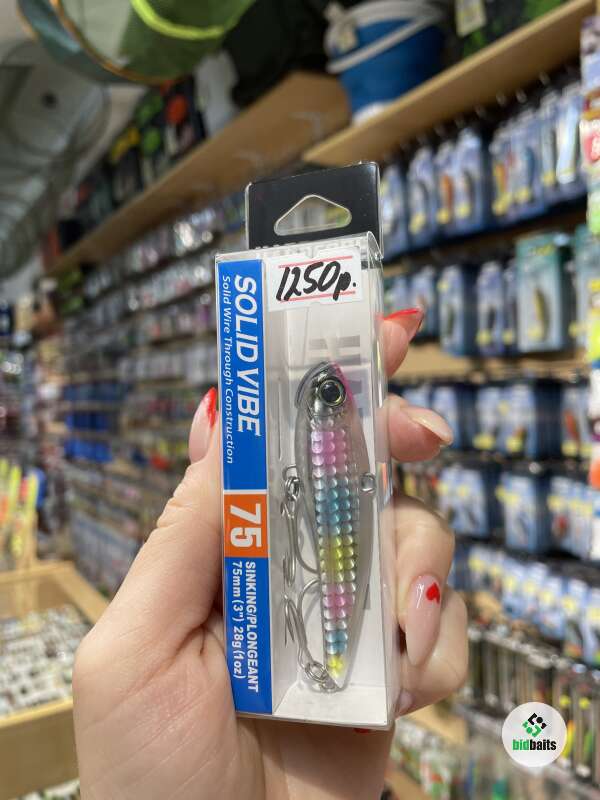 1250р.
SOLID VIBE
Solid Wire Through Construction
75
SINKING/PLONGEANT
75mm (3") 28g (1oz)
bidbaits